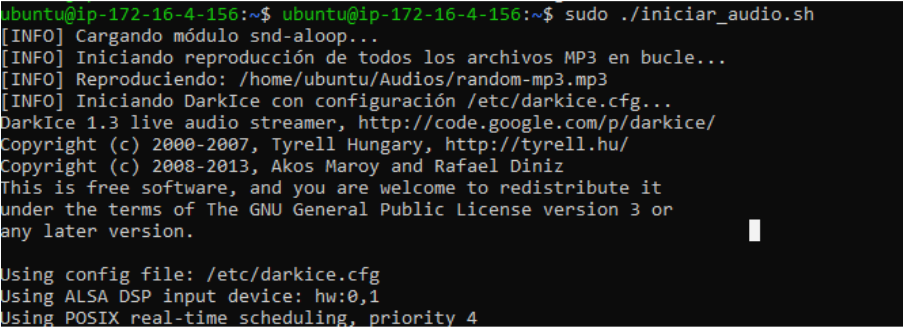 ubuntu@ip-172-16-4-156:~$ ubuntu@ip-172-16-4-156:~$ sudo ./iniciar_audio.sh
[INFO] Cargando módulo snd-aloop...
[INFO] Iniciando reproducción de todos los archivos MP3 en bucle...
[INFO] Reproduciendo: /home/ubuntu/Audios/random-mp3.mp3
[INFO] Iniciando DarkIce con configuración /etc/darkice.cfg...
DarkIce 1.3 live audio streamer, http://code.google.com/p/darkice/
Copyright (c) 2000-2007, Tyrell Hungary, http://tyrell.hu/
Copyright (c) 2008-2013, Akos Maroy and Rafael Diniz
This is free software, and you are welcome to redistribute it
under the terms of The GNU General Public License version 3 or
any later version.
Using config file: /etc/darkice.cfg
Using ALSA DSP input device: hw:0,1
Using POSIX real-time scheduling, priority 4